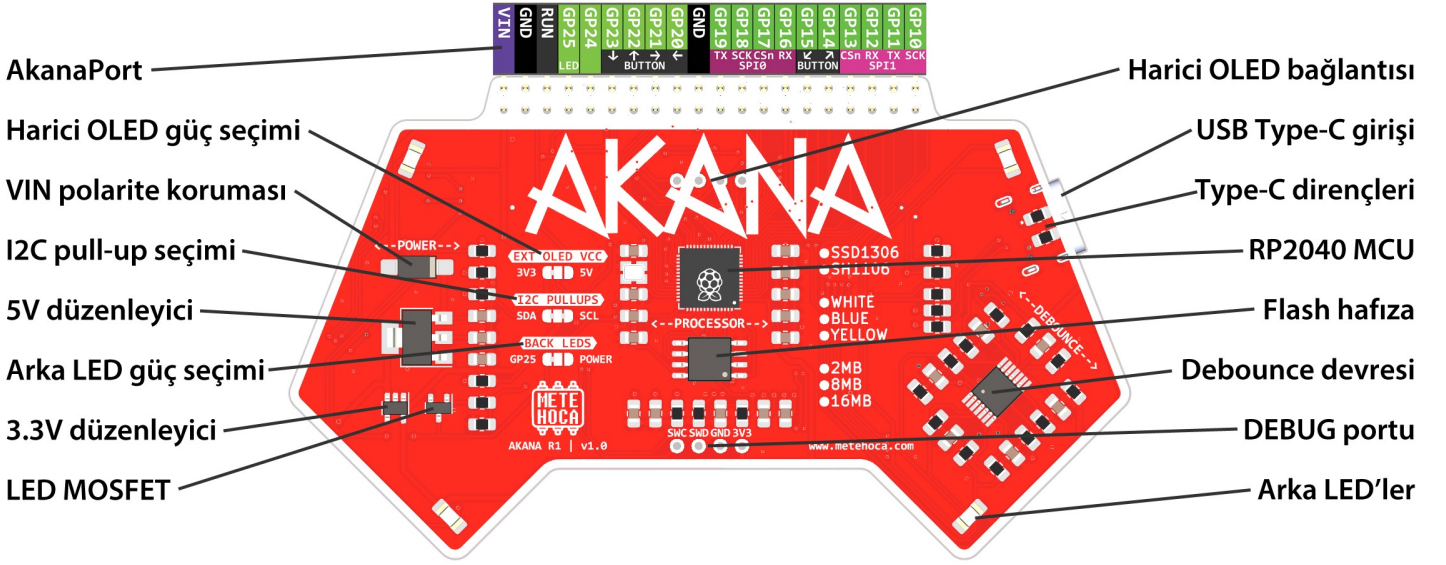 VIN
GND
RUN
GP25
GP24
GP23
GP22
GP21
GP20
GND
GP19
GP18
GP17
GP16
GP15
GP14
GP13
GP12
GP11
GP10
LED
↓ ↑ → ←
BUTTON
TX SCK CSn RX
SPI0
↙ ↗
BUTTON
CSn RX TX SCK
SPI1
AkanaPort
Harici OLED güç seçimi
VIN polarite koruması
I2C pull-up seçimi
5V düzenleyici
Arka LED güç seçimi
3.3V düzenleyici
LED MOSFET
AKANA
<--POWER-->
EXT OLED VCC
3V3 5V
I2C PULLUPS
SDA SCL
BACK LEDS
GP25 POWER
METE
HOCA
AKANA R1 | v1.0
<--PROCESSOR-->
SWC SWD GND 3V3
SSD1306
SH1106
WHITE
BLUE
YELLOW
2MB
8MB
16MB
www.metehoca.com
<--DEBOUNCE-->
Harici OLED bağlantısı
USB Type-C girişi
Type-C dirençleri
RP2040 MCU
Flash hafıza
Debounce devresi
DEBUG portu
Arka LED’ler